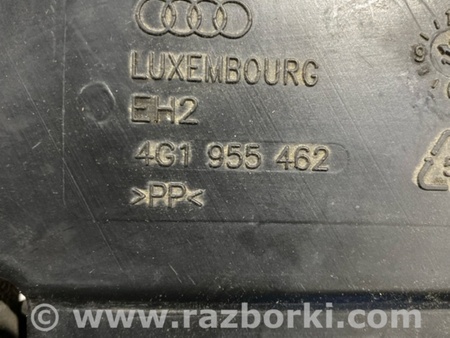 LUXEMBOURG
EH2
4G1 955 462
>PP<
www.razborki.com